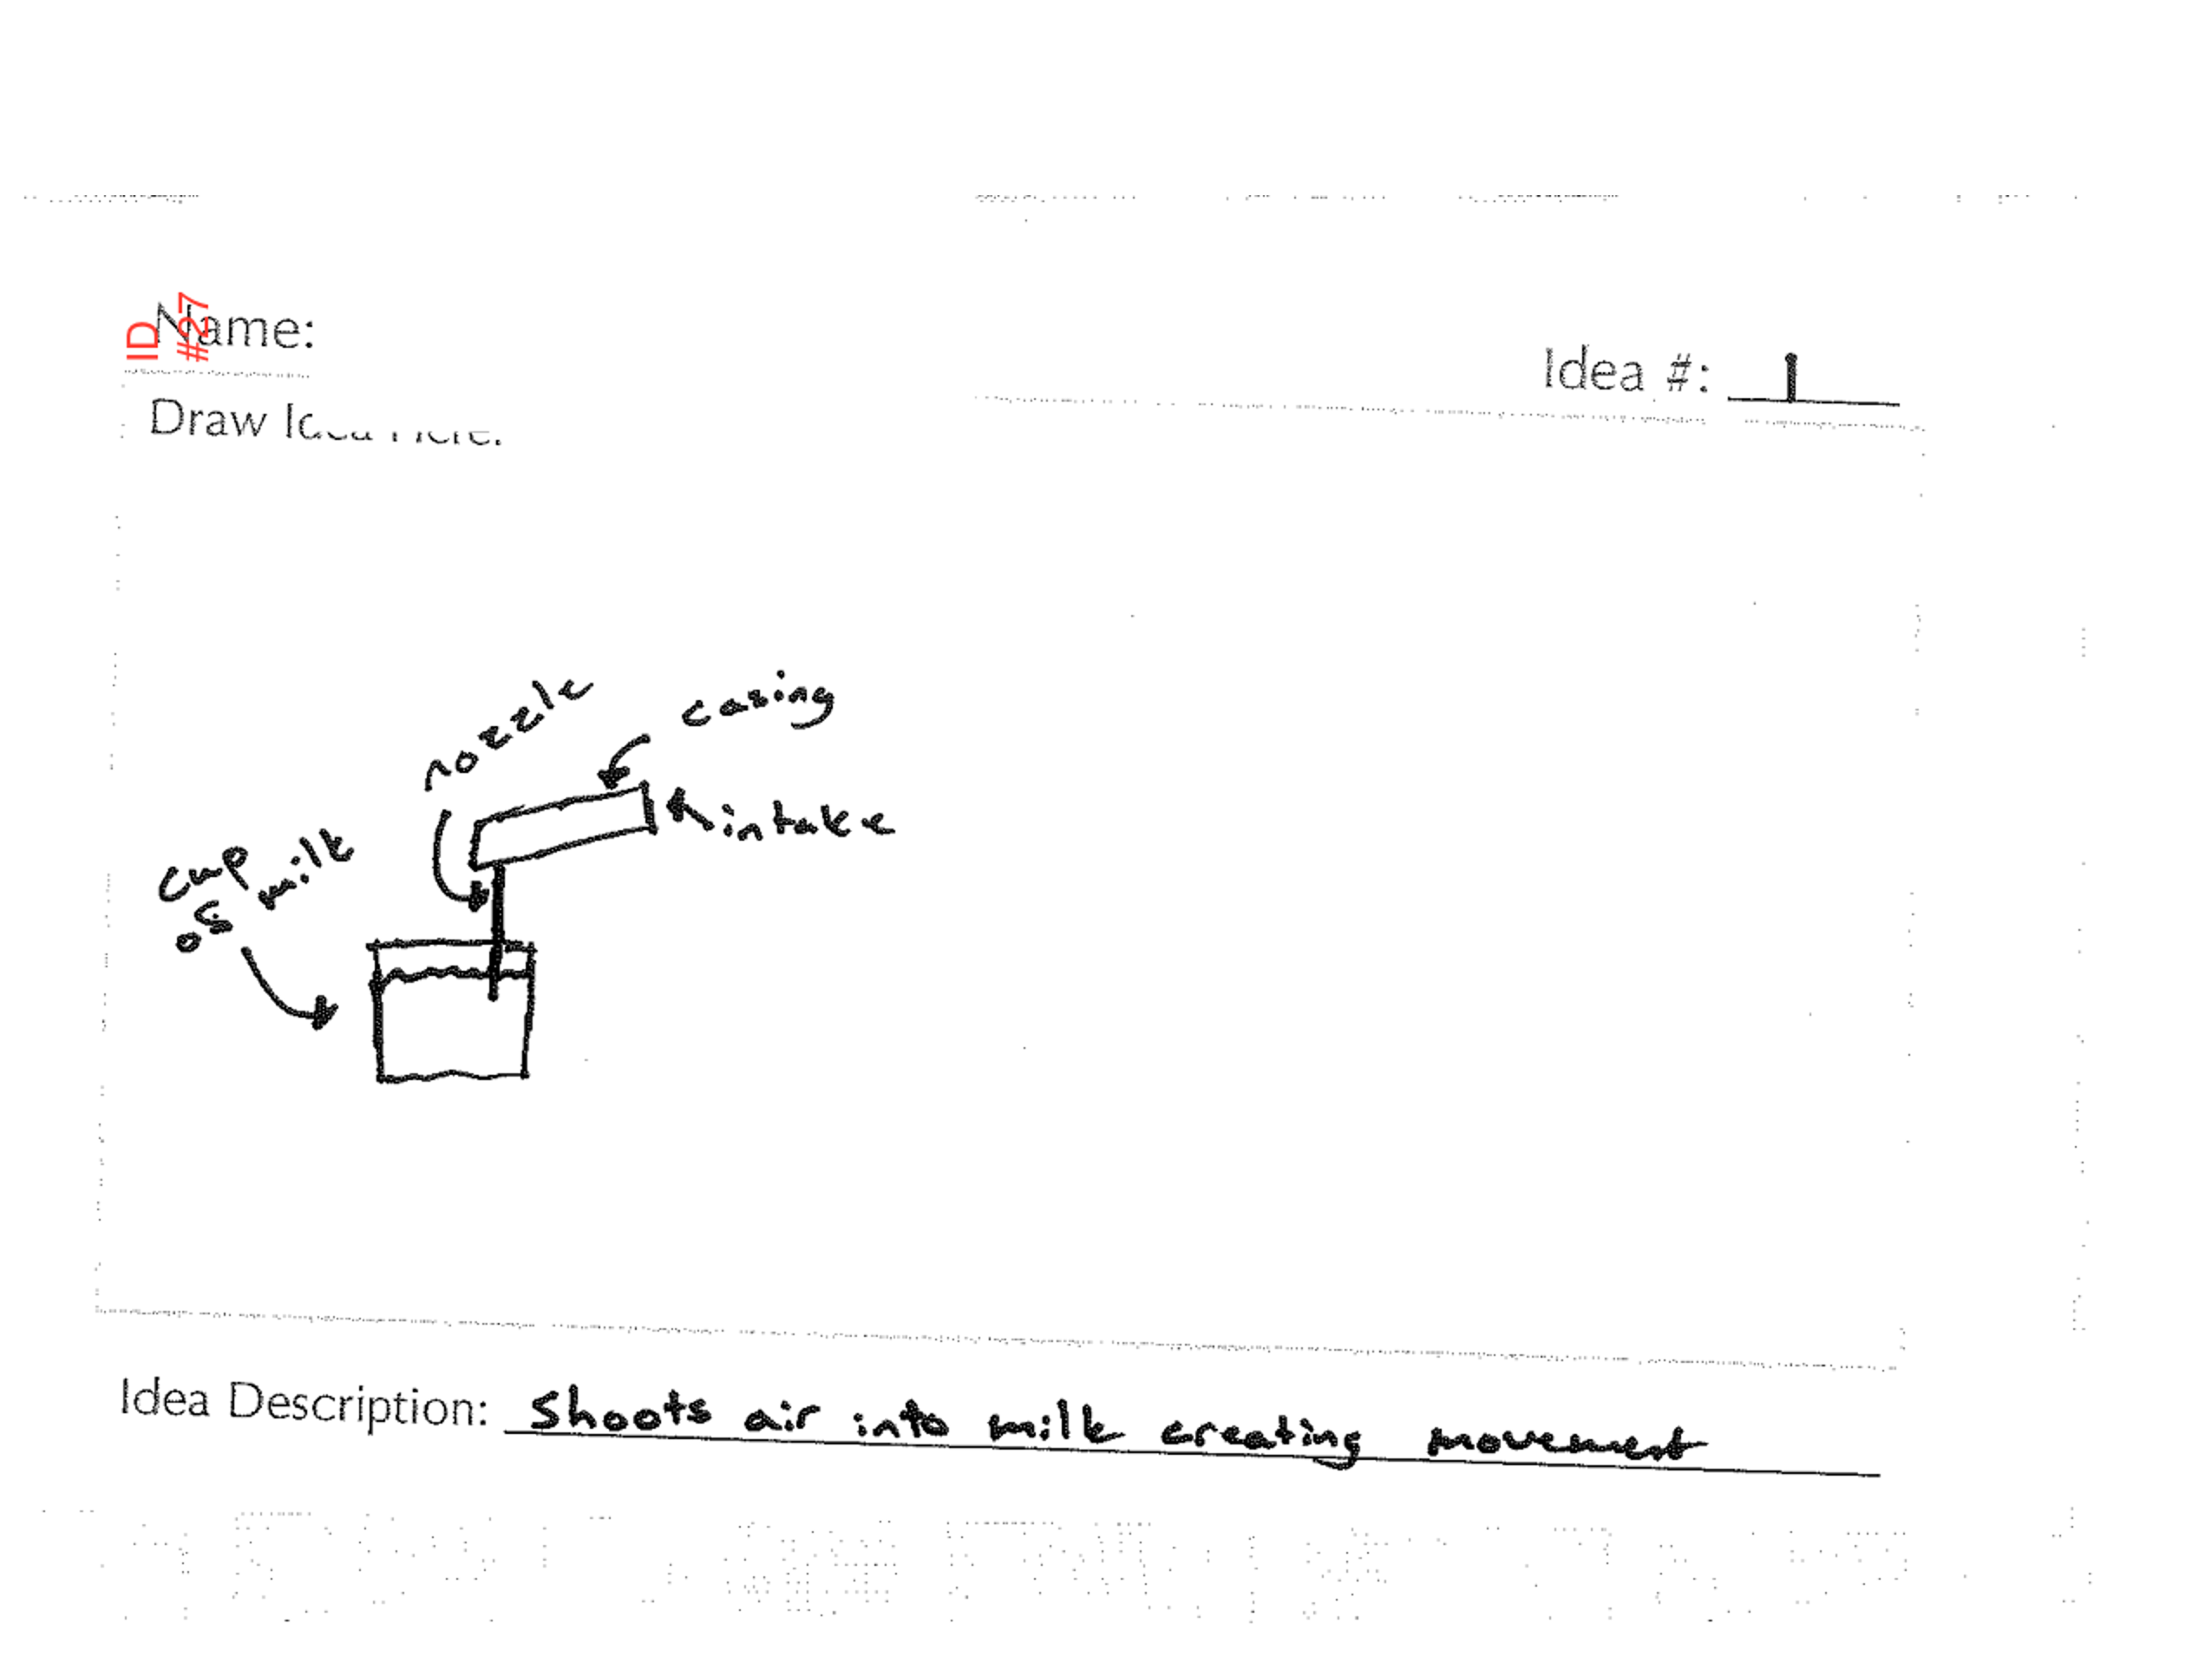 ID
#27
Name:
Idea #: 1
Draw Idea Here:
nozzle
casing
intake
cup
of milk
Idea Description: Shoots air into milk creating movement